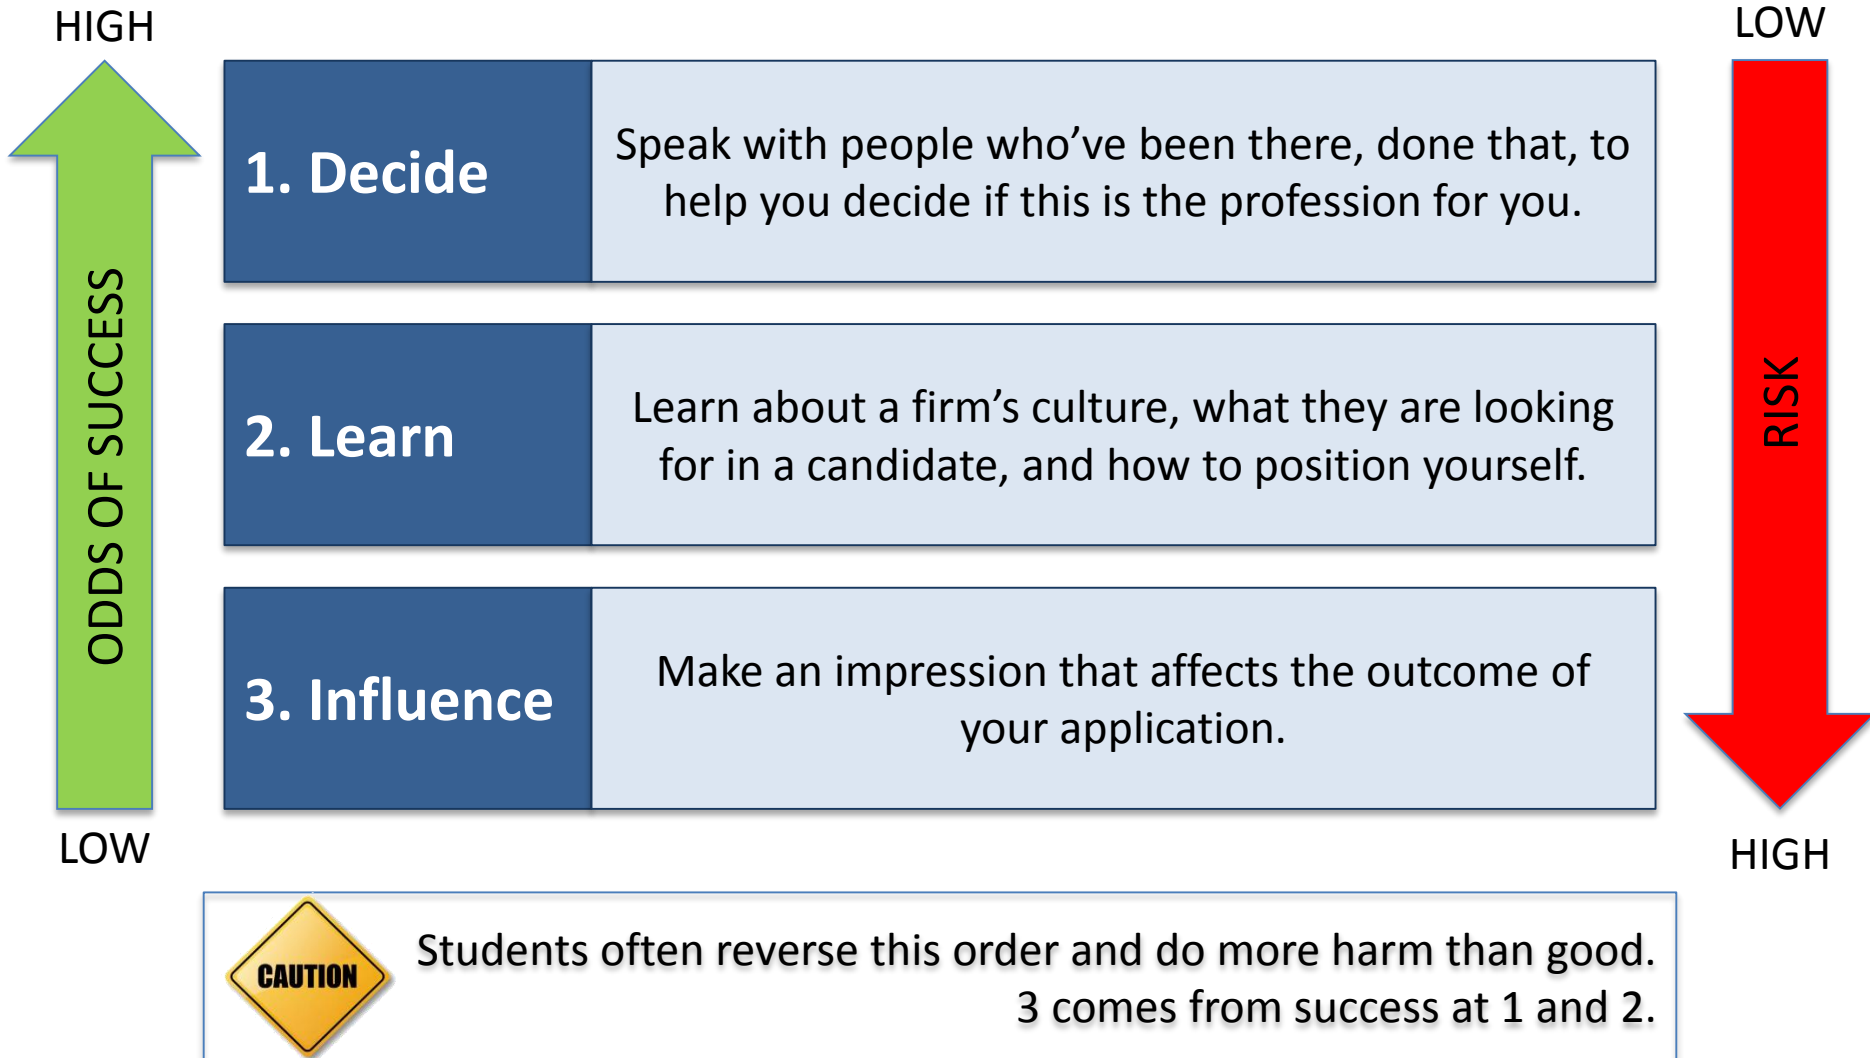 HIGH
LOW
ODDS OF SUCCESS
1. Decide
Speak with people who’ve been there, done that, to
help you decide if this is the profession for you.
2. Learn
Learn about a firm’s culture, what they are looking
for in a candidate, and how to position yourself.
RISK
3. Influence
Make an impression that affects the outcome of
your application.
LOW
HIGH
CAUTION
Students often reverse this order and do more harm than good.
3 comes from success at 1 and 2.